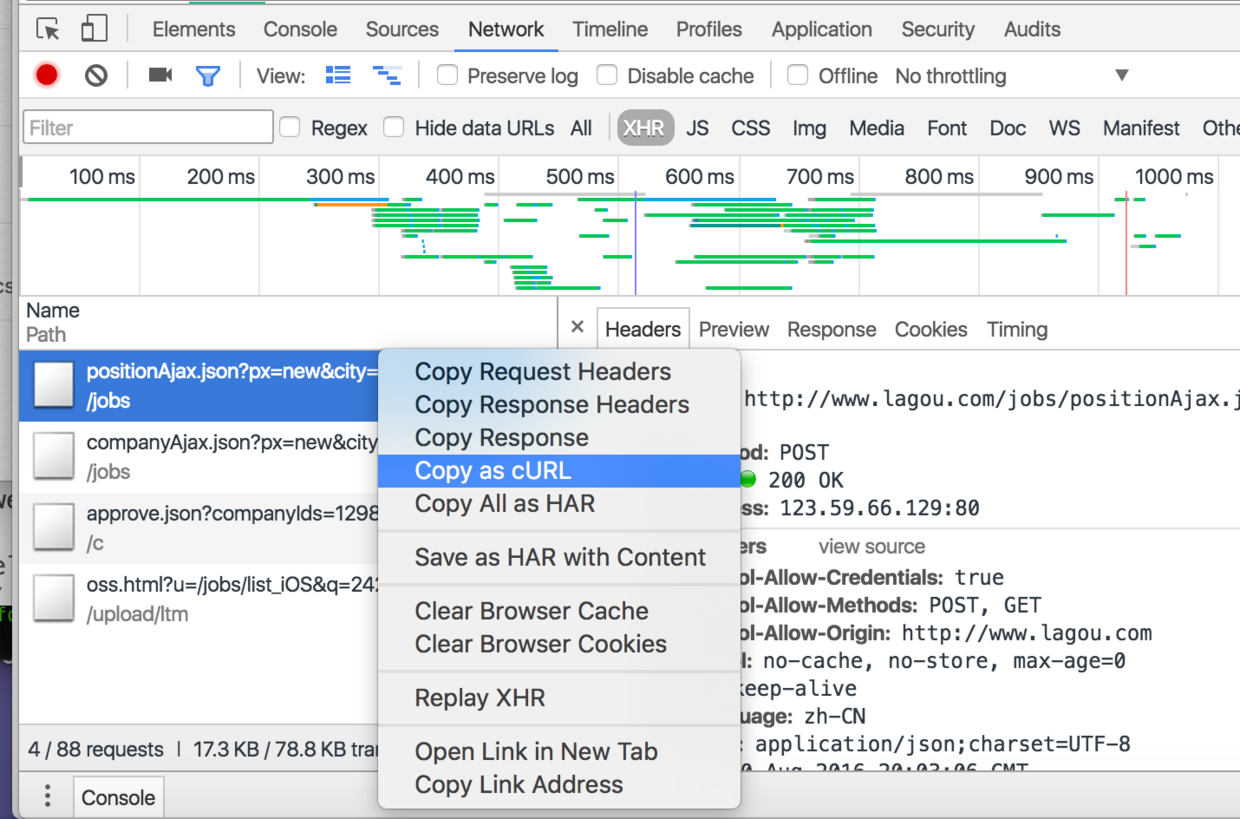 Elements Console Sources Network Timeline Profiles Application Security Audits
View: Preserve log Disable cache Offline No throttling
Filter Regex Hide data URLs All XHR JS CSS Img Media Font Doc WS Manifest Othe
100 ms 200 ms 300 ms 400 ms 500 ms 600 ms 700 ms 800 ms 900 ms 1000 ms
Name
Path
× Headers Preview Response Cookies Timing
positionAjax.json?px=new&city=
/jobs
companyAjax.json?px=new&city
/jobs
approve.json?companyIds=1298
/c
oss.html?u=/jobs/list_iOS&q=242
/upload/ltm
4 / 88 requests | 17.3 KB / 78.8 KB tran
Console
Copy Request Headers
Copy Response Headers
Copy Response
Copy as cURL
Copy All as HAR
Save as HAR with Content
Clear Browser Cache
Clear Browser Cookies
Replay XHR
Open Link in New Tab
Copy Link Address
http://www.lagou.com/jobs/positionAjax.j
od: POST
200 OK
ss: 123.59.66.129:80
ers view source
ol-Allow-Credentials: true
ol-Allow-Methods: POST, GET
ol-Allow-Origin: http://www.lagou.com
l: no-cache, no-store, max-age=0
keep-alive
uage: zh-CN
: application/json;charset=UTF-8
0 Aug 2016 20:03:06 GMT